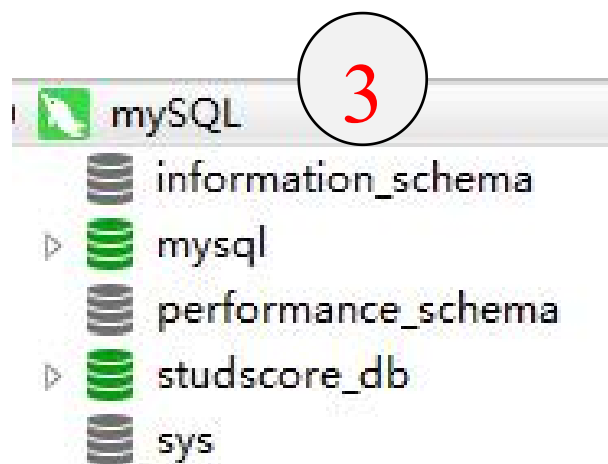 3
mySQL
information_schema
mysql
performance_schema
studscore_db
sys